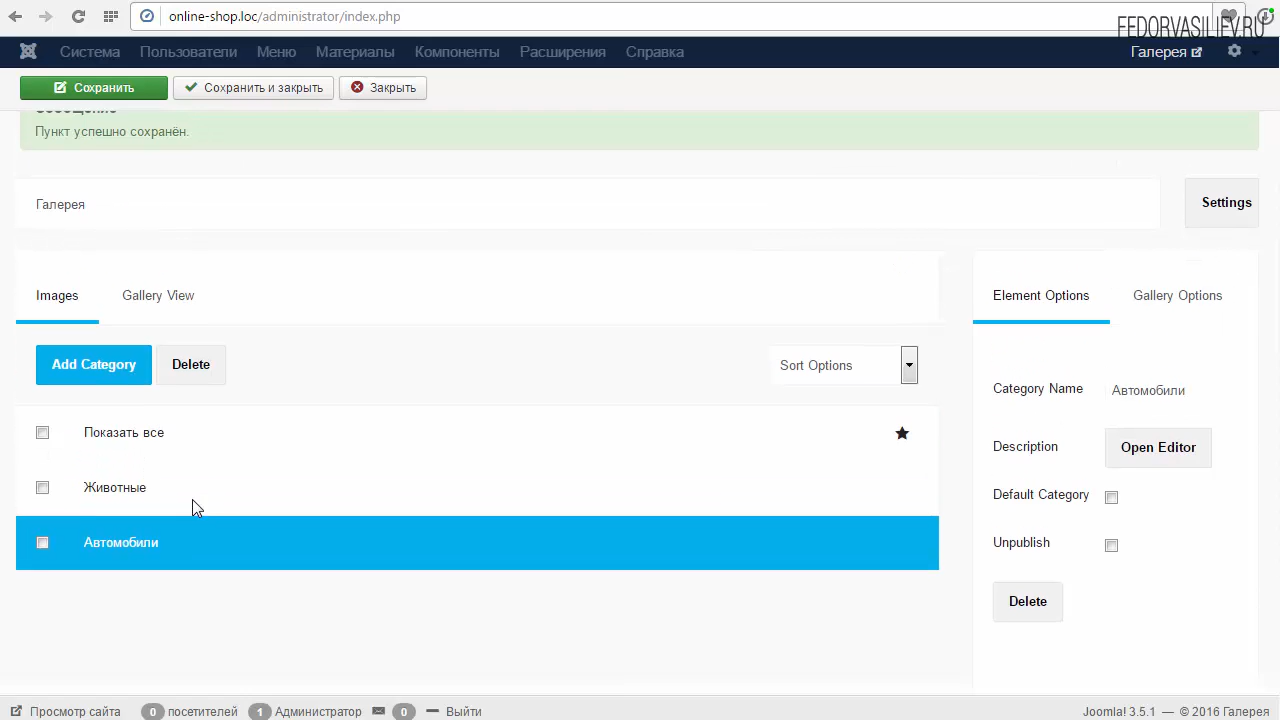 online-shop.loc/administrator/index.php
FEDORVASILIEV.RU
Система Пользователи Меню Материалы Компоненты Расширения Справка Галерея
Сохранить Сохранить и закрыть Закрыть
Сообщение
Пункт успешно сохранён.
Галерея Settings
Images Gallery View Element Options Gallery Options
Add Category Delete Sort Options
Category Name Автомобили
Показать все
Description Open Editor
Животные
Default Category
Автомобили
Unpublish
Delete
Просмотр сайта 0 посетителей 1 Администратор 0 Выйти Joomla! 3.5.1 — © 2016 Галерея